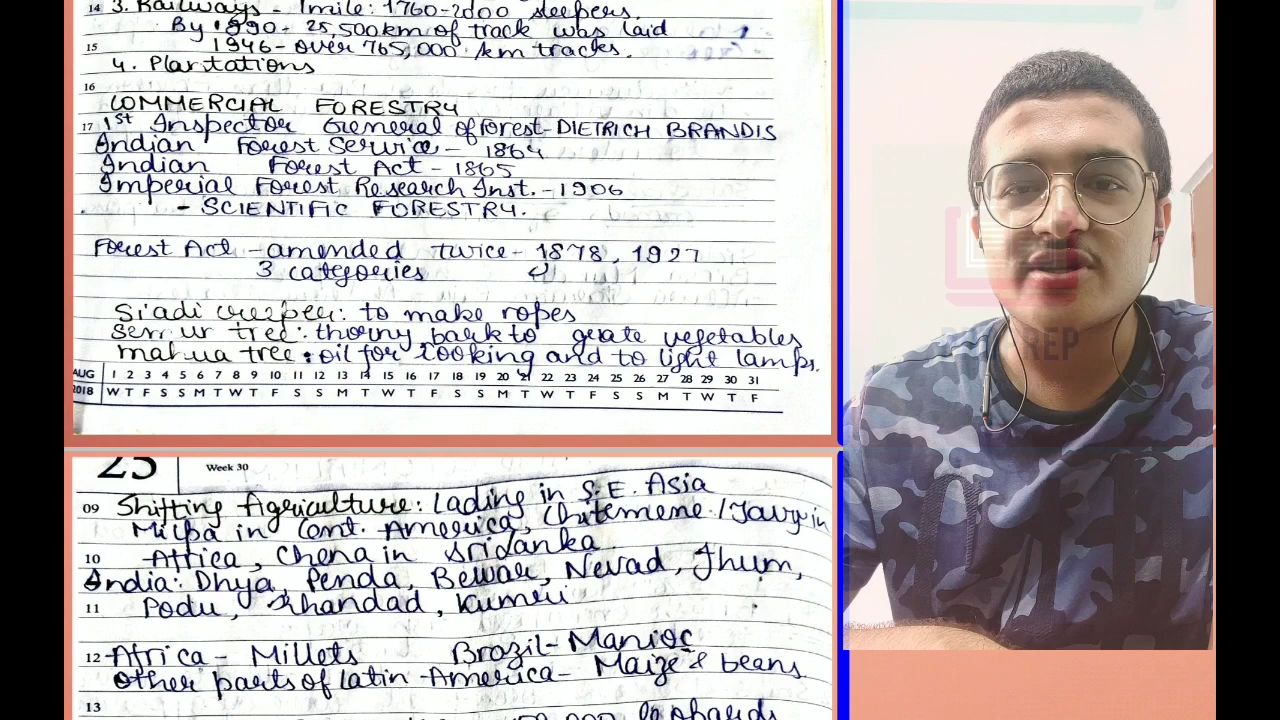 14 3. Railways - 1mile: 1760-2000 sleepers.
By 1890- 25,500km of track was laid
15 1946- over 765,000 km tracks.
4. Plantations
16
COMMERCIAL FORESTRY
17 1st Inspector General of forest- DIETRICH BRANDIS
Indian Forest Service - 1864
Indian Forest Act - 1865
Imperial Forest Research Inst. - 1906
- SCIENTIFIC FORESTRY.
Forest Act - amended twice - 1878, 1927
3 categories
Siadi creeper: to make ropes
Semur tree: thorny bark to grate vegetables
mahua tree: oil for cooking and to light lamps.
AUG 1 2 3 4 5 6 7 8 9 10 11 12 13 14 15 16 17 18 19 20 21 22 23 24 25 26 27 28 29 30 31
2018 W T F S S M T W T F S S M T W T F S S M T W T F S S M T W T F
25 Week 30
09 Shifting Agriculture: Lading in S.E. Asia
Milpa in Cent. America, Chitemene / Tavy in
10 Africa, Chena in Sri Lanka
India: Dhya, Penda, Bewar, Nevad, Jhum,
11 Podu, Khandad, Kumri
12 Africa - Millets Brazil- Manioc
Other parts of latin America- Maize & beans
13